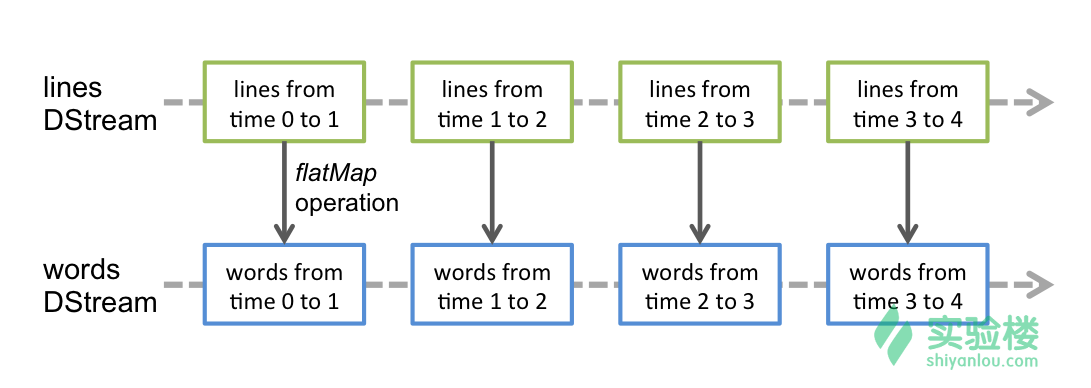 lines
DStream
lines from
time 0 to 1
lines from
time 1 to 2
lines from
time 2 to 3
lines from
time 3 to 4
flatMap
operation
words
DStream
words from
time 0 to 1
words from
time 1 to 2
words from
time 2 to 3
words from
time 3 to 4
实验楼
shiyanlou.com